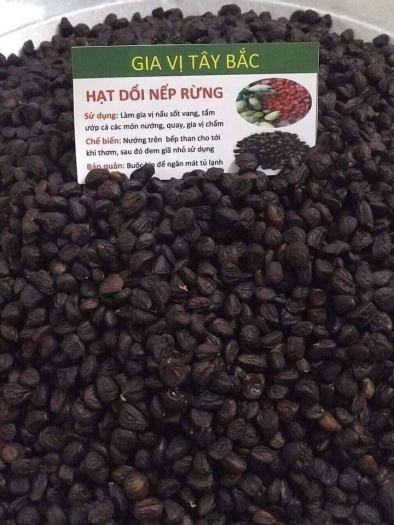 GIA VỊ TÂY BẮC
HẠT DỔI NẾP RỪNG
Sử dụng: Làm gia vị nấu sốt vang, tẩm
ướp cả các món nướng, quay, gia vị chấm
Chế biến: Nướng trên bếp than cho tới
khi thơm, sau đó đem giã nhỏ sử dụng
Bảo quản: Buộc kín để ngăn mát tủ lạnh